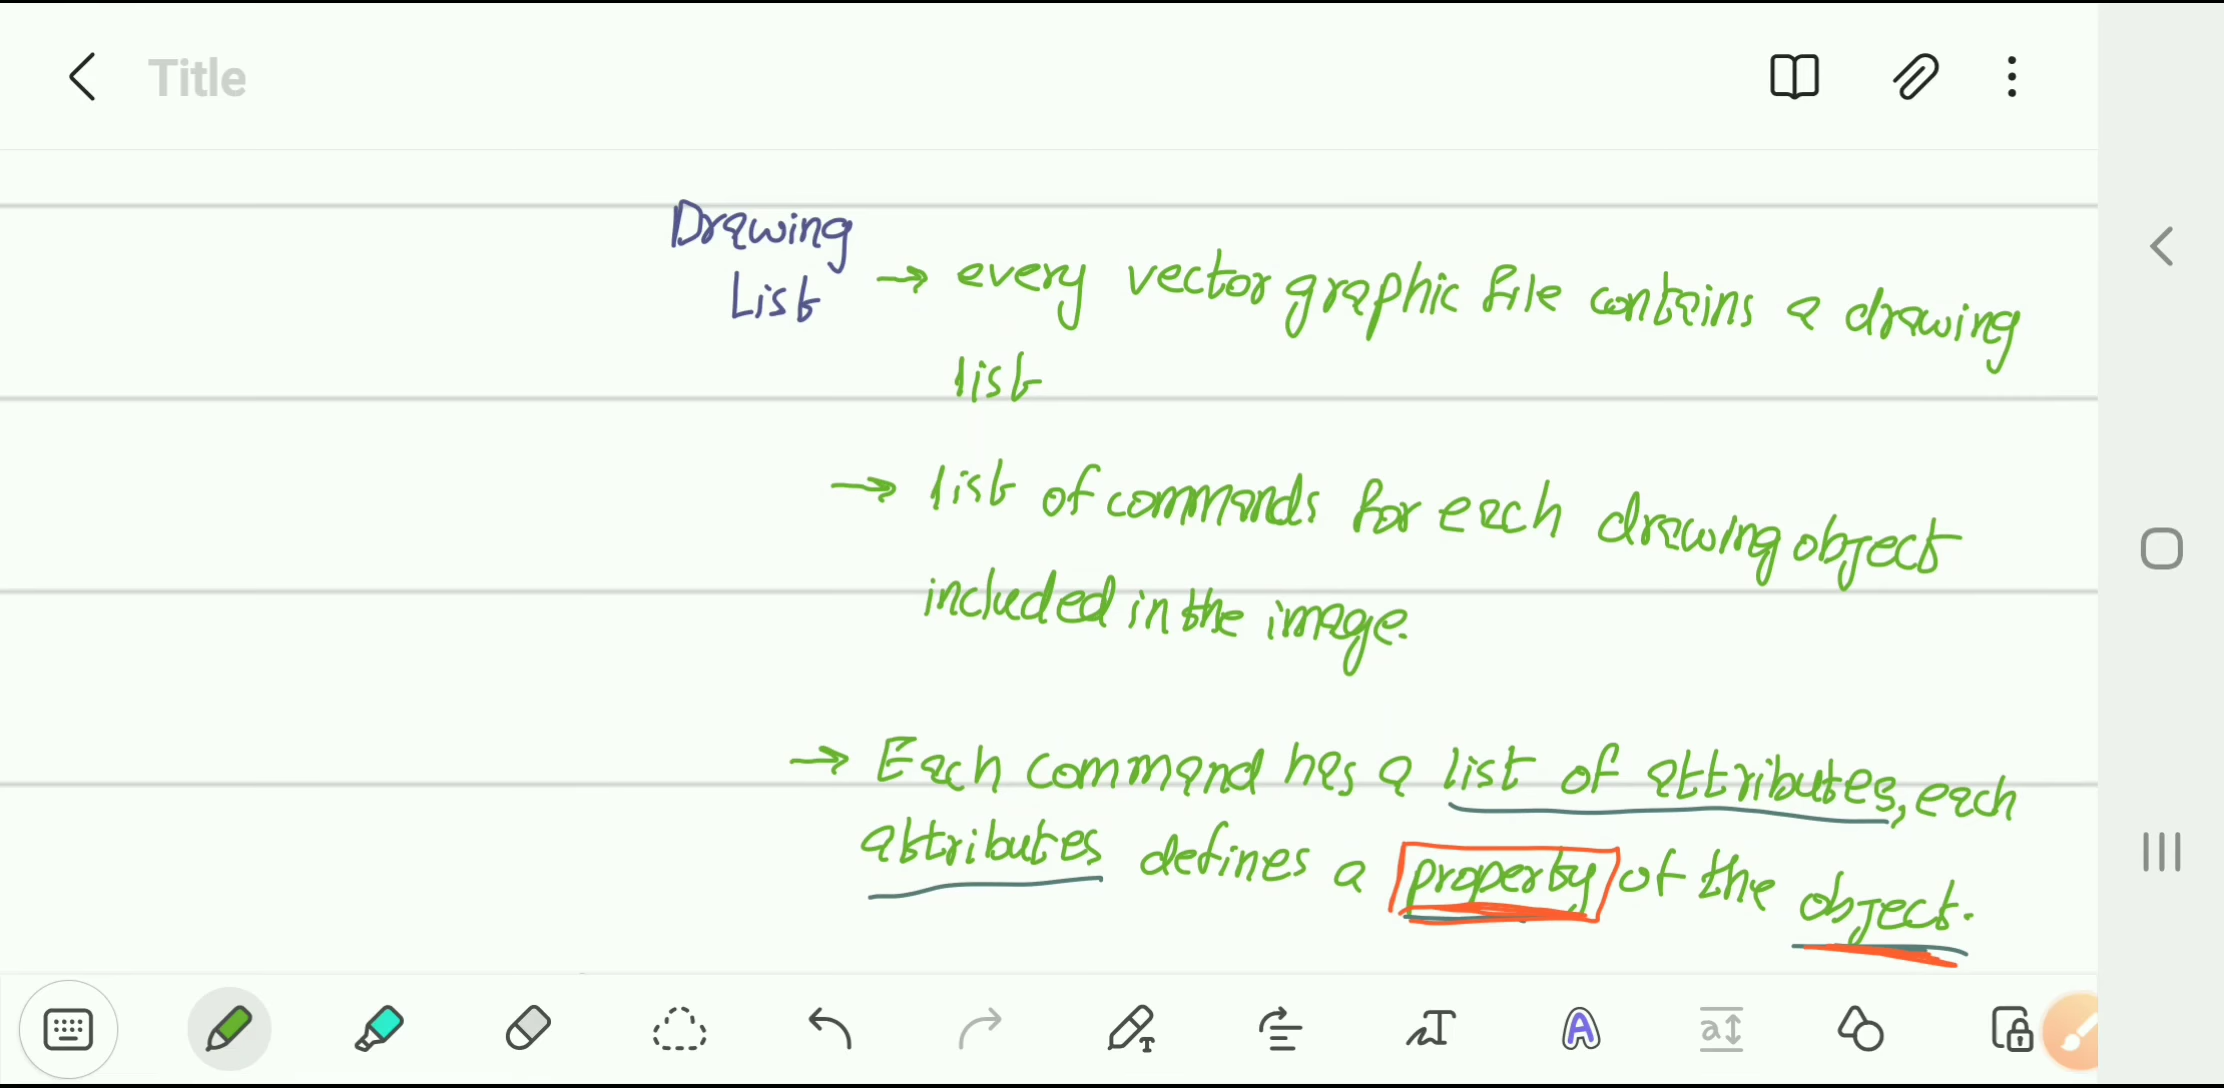 Title
Drawing
List
→ every vector graphic file contains a drawing
list
→ list of commands for each drawing object
included in the image.
→ Each command has a list of attributes, each
attributes defines a property of the object.